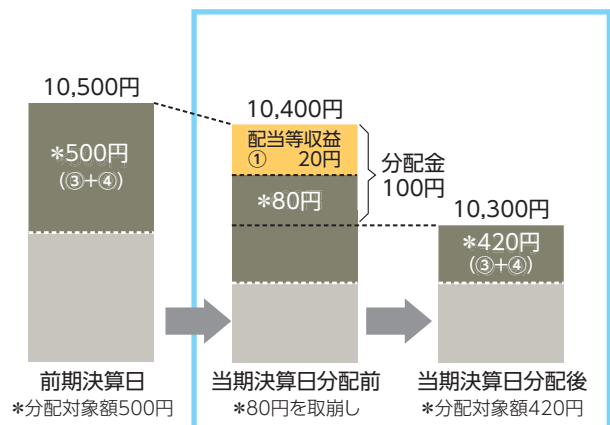 10,500円
*500円
(③+④)
前期決算日
*分配対象額500円
10,400円
配当等収益
① 20円
*80円
分配金
100円
当期決算日分配前
*80円を取崩し
10,300円
*420円
(③+④)
当期決算日分配後
*分配対象額420円